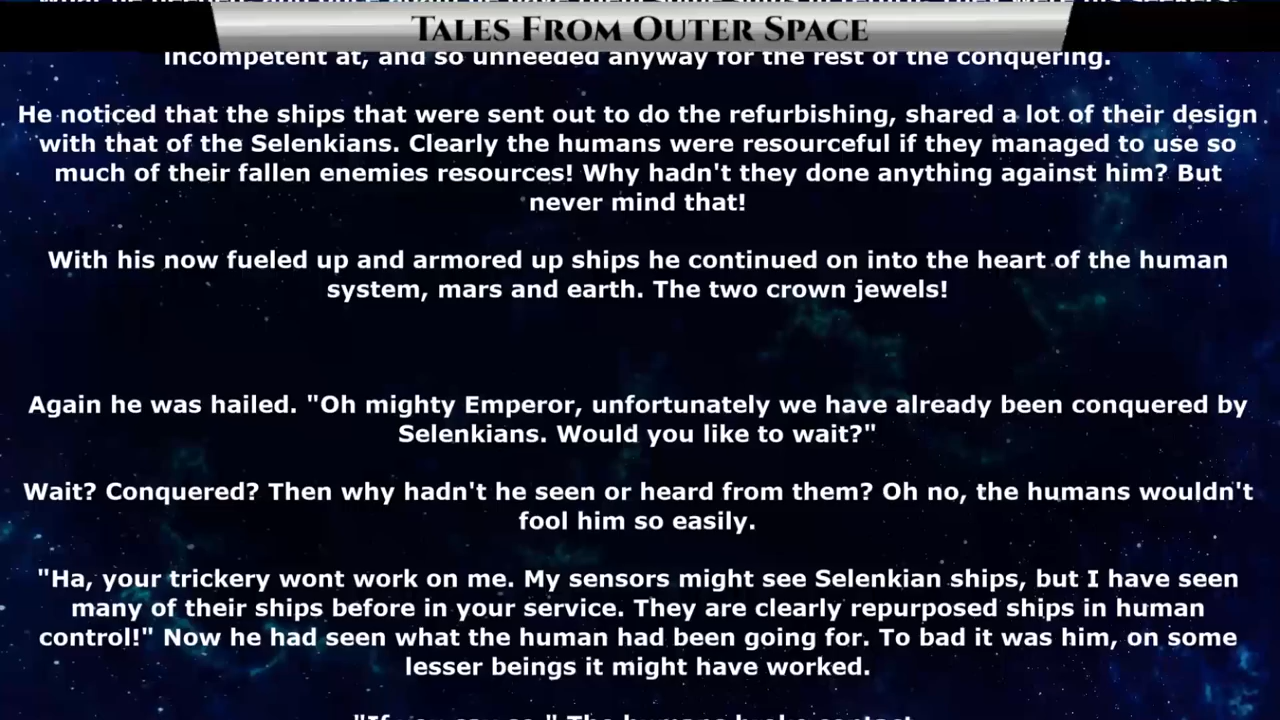 TALES FROM OUTER SPACE
incompetent at, and so unneeded anyway for the rest of the conquering.
He noticed that the ships that were sent out to do the refurbishing, shared a lot of their design
with that of the Selenkians. Clearly the humans were resourceful if they managed to use so
much of their fallen enemies resources! Why hadn't they done anything against him? But
never mind that!
With his now fueled up and armored up ships he continued on into the heart of the human
system, mars and earth. The two crown jewels!
Again he was hailed. "Oh mighty Emperor, unfortunately we have already been conquered by
Selenkians. Would you like to wait?"
Wait? Conquered? Then why hadn't he seen or heard from them? Oh no, the humans wouldn't
fool him so easily.
"Ha, your trickery wont work on me. My sensors might see Selenkian ships, but I have seen
many of their ships before in your service. They are clearly repurposed ships in human
control!" Now he had seen what the human had been going for. To bad it was him, on some
lesser beings it might have worked.
"If you say so." The humans broke contact